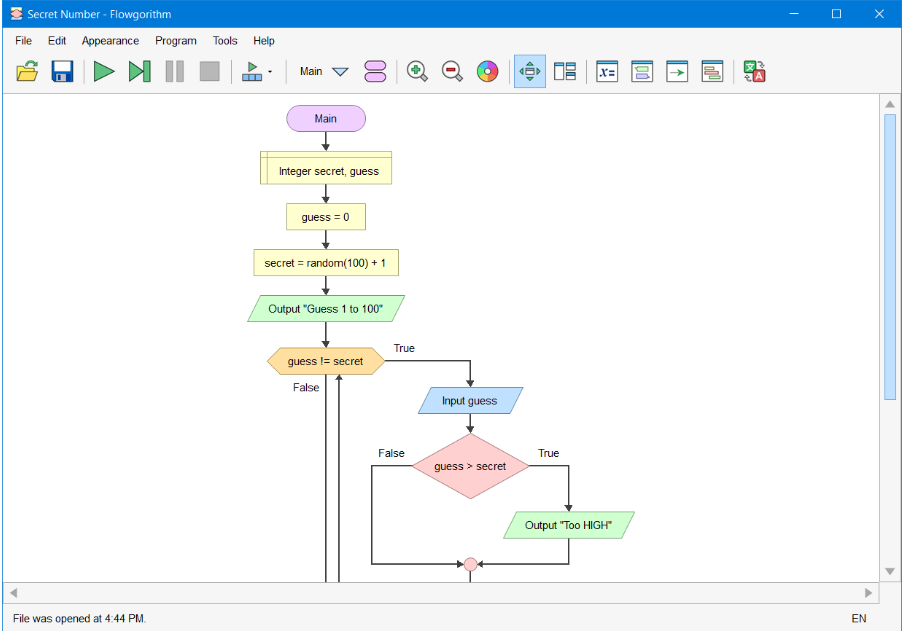 Secret Number - Flowgorithm
File Edit Appearance Program Tools Help
Main
x=
文 A
Main
Integer secret, guess
guess = 0
secret = random(100) + 1
Output "Guess 1 to 100"
guess != secret
True
False
Input guess
False
guess > secret
True
Output "Too HIGH"
File was opened at 4:44 PM.
EN